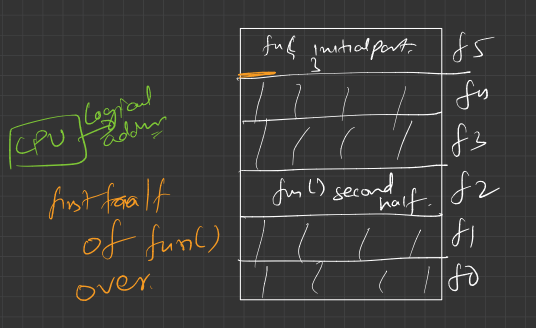 fun{ initial part.
}
f5
f4
f3
fun() second
half.
f2
f1
f0
CPU
Logical
address
first half
of fun()
over.